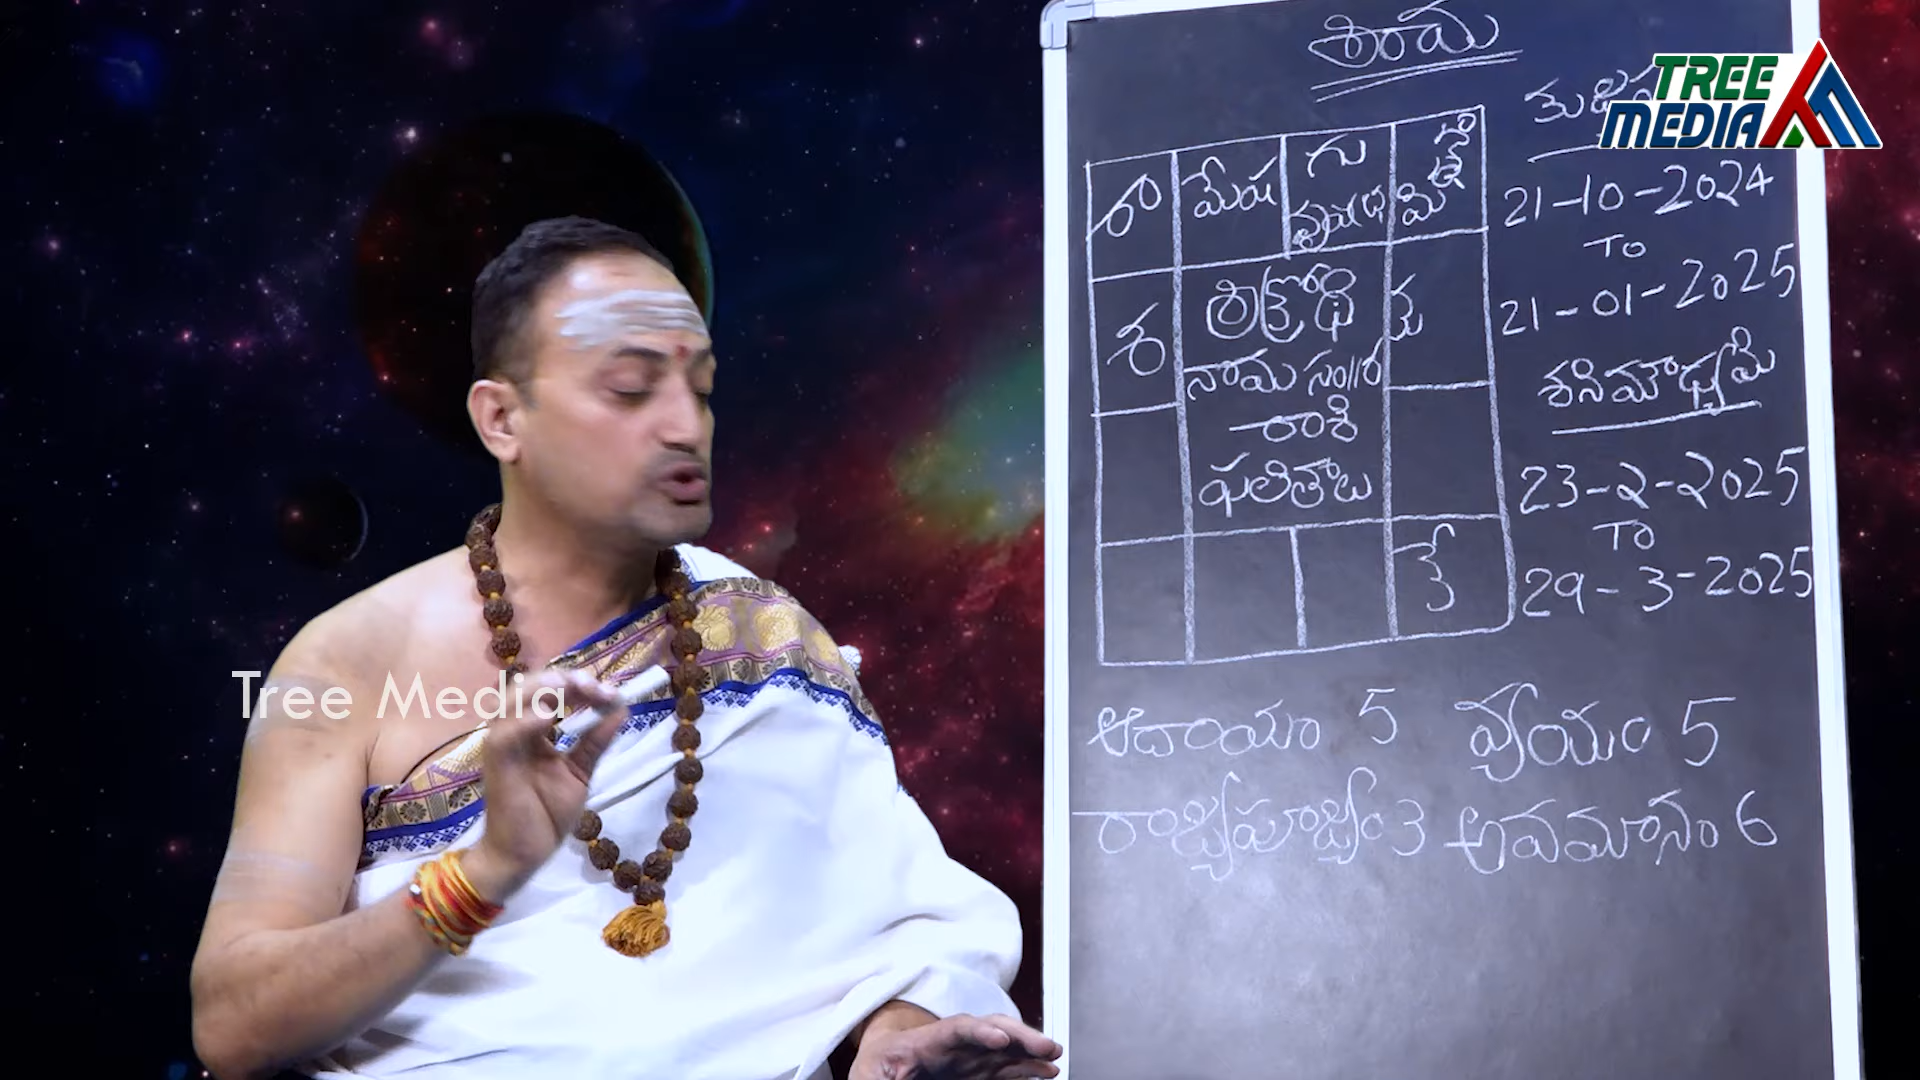 శ్రీరామ
TREE
MEDIA
కుజ
21-10-2024
TO
21-01-2025
శనిమౌఢ్యమి
23-2-2025
TO
29-3-2025
రా మేష గు
వృషభ మి
శ శ్రీ క్రోధి కు
నామ సం||ర
రాశి
ఫలితాలు
కే
Tree Media
ఆదాయం 5 వ్యయం 5
రాజ్యపూజ్యం 3 అవమానం 6